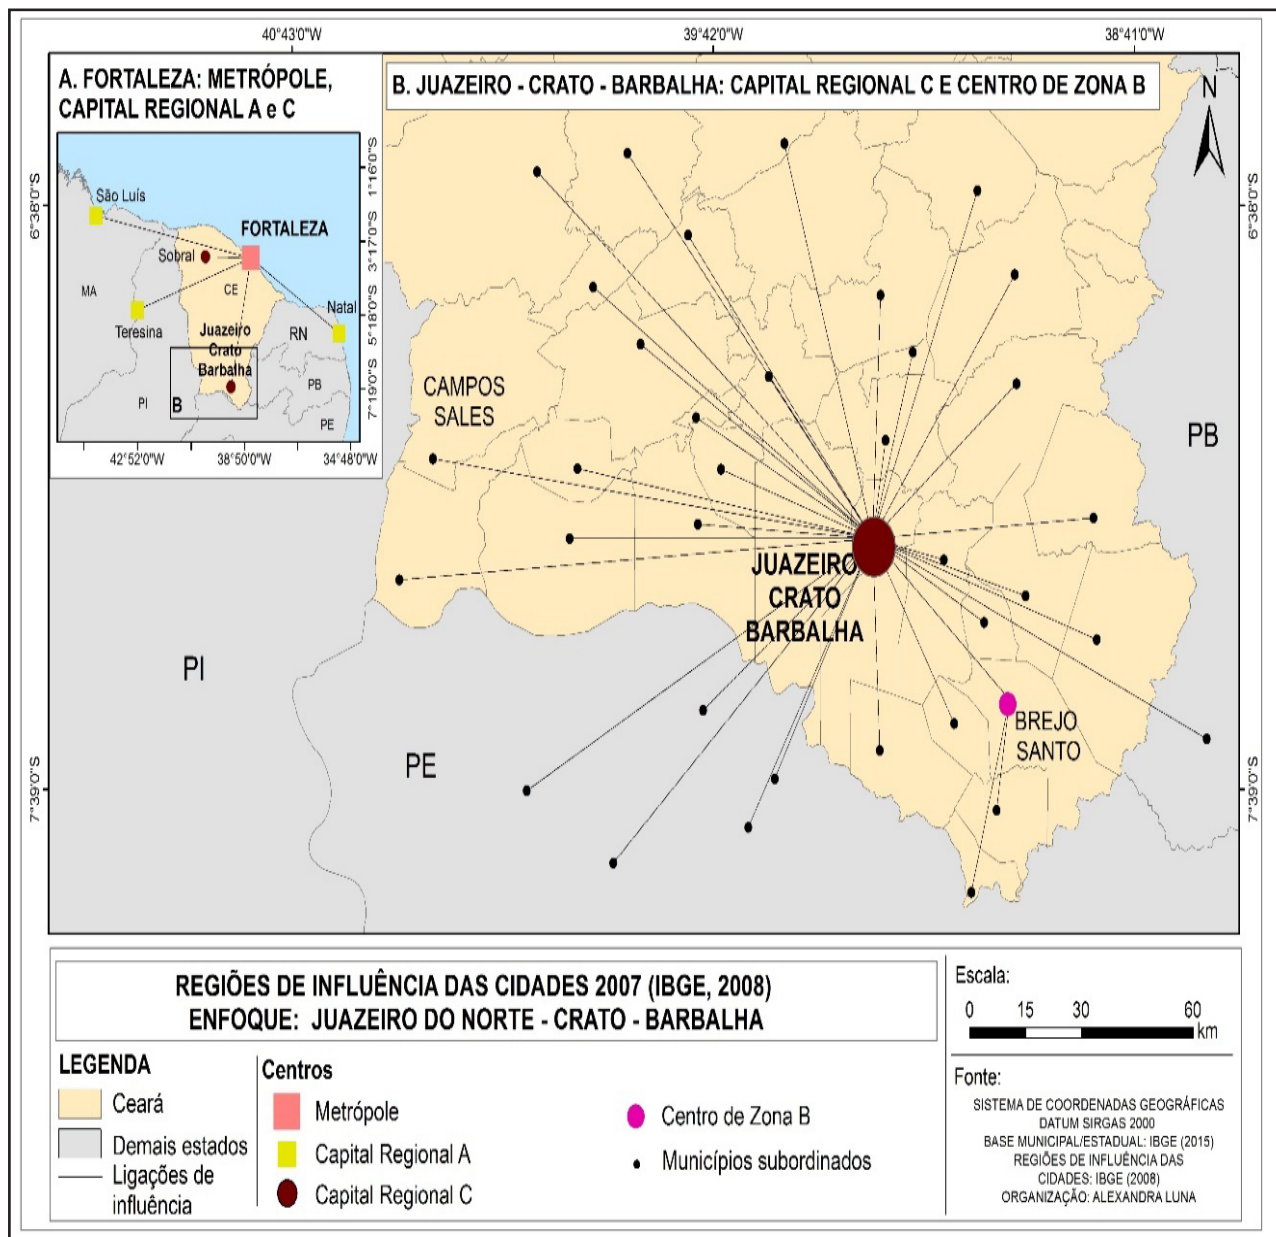 40°43'0"W
39°42'0"W
38°41'0"W
A. FORTALEZA: METRÓPOLE,
CAPITAL REGIONAL A e C
B. JUAZEIRO - CRATO - BARBALHA: CAPITAL REGIONAL C E CENTRO DE ZONA B
N
6°38'0"S
6°38'0"S
1°16'0"S
3°17'0"S
5°18'0"S
7°19'0"S
São Luís
FORTALEZA
Sobral
MA
CE
Natal
Teresina
Juazeiro
Crato
Barbalha
RN
PB
PI
B
PE
42°52'0"W
38°50'0"W
34°48'0"W
CAMPOS
SALES
PB
JUAZEIRO
CRATO
BARBALHA
PI
PE
BREJO
SANTO
7°39'0"S
7°39'0"S
REGIÕES DE INFLUÊNCIA DAS CIDADES 2007 (IBGE, 2008)
ENFOQUE: JUAZEIRO DO NORTE - CRATO - BARBALHA
LEGENDA
Ceará
Demais estados
Ligações de
influência
Centros
Metrópole
Capital Regional A
Capital Regional C
Centro de Zona B
Municípios subordinados
Escala:
0 15 30 60
km
Fonte:
SISTEMA DE COORDENADAS GEOGRÁFICAS
DATUM SIRGAS 2000
BASE MUNICIPAL/ESTADUAL: IBGE (2015)
REGIÕES DE INFLUÊNCIA DAS
CIDADES: IBGE (2008)
ORGANIZAÇÃO: ALEXANDRA LUNA